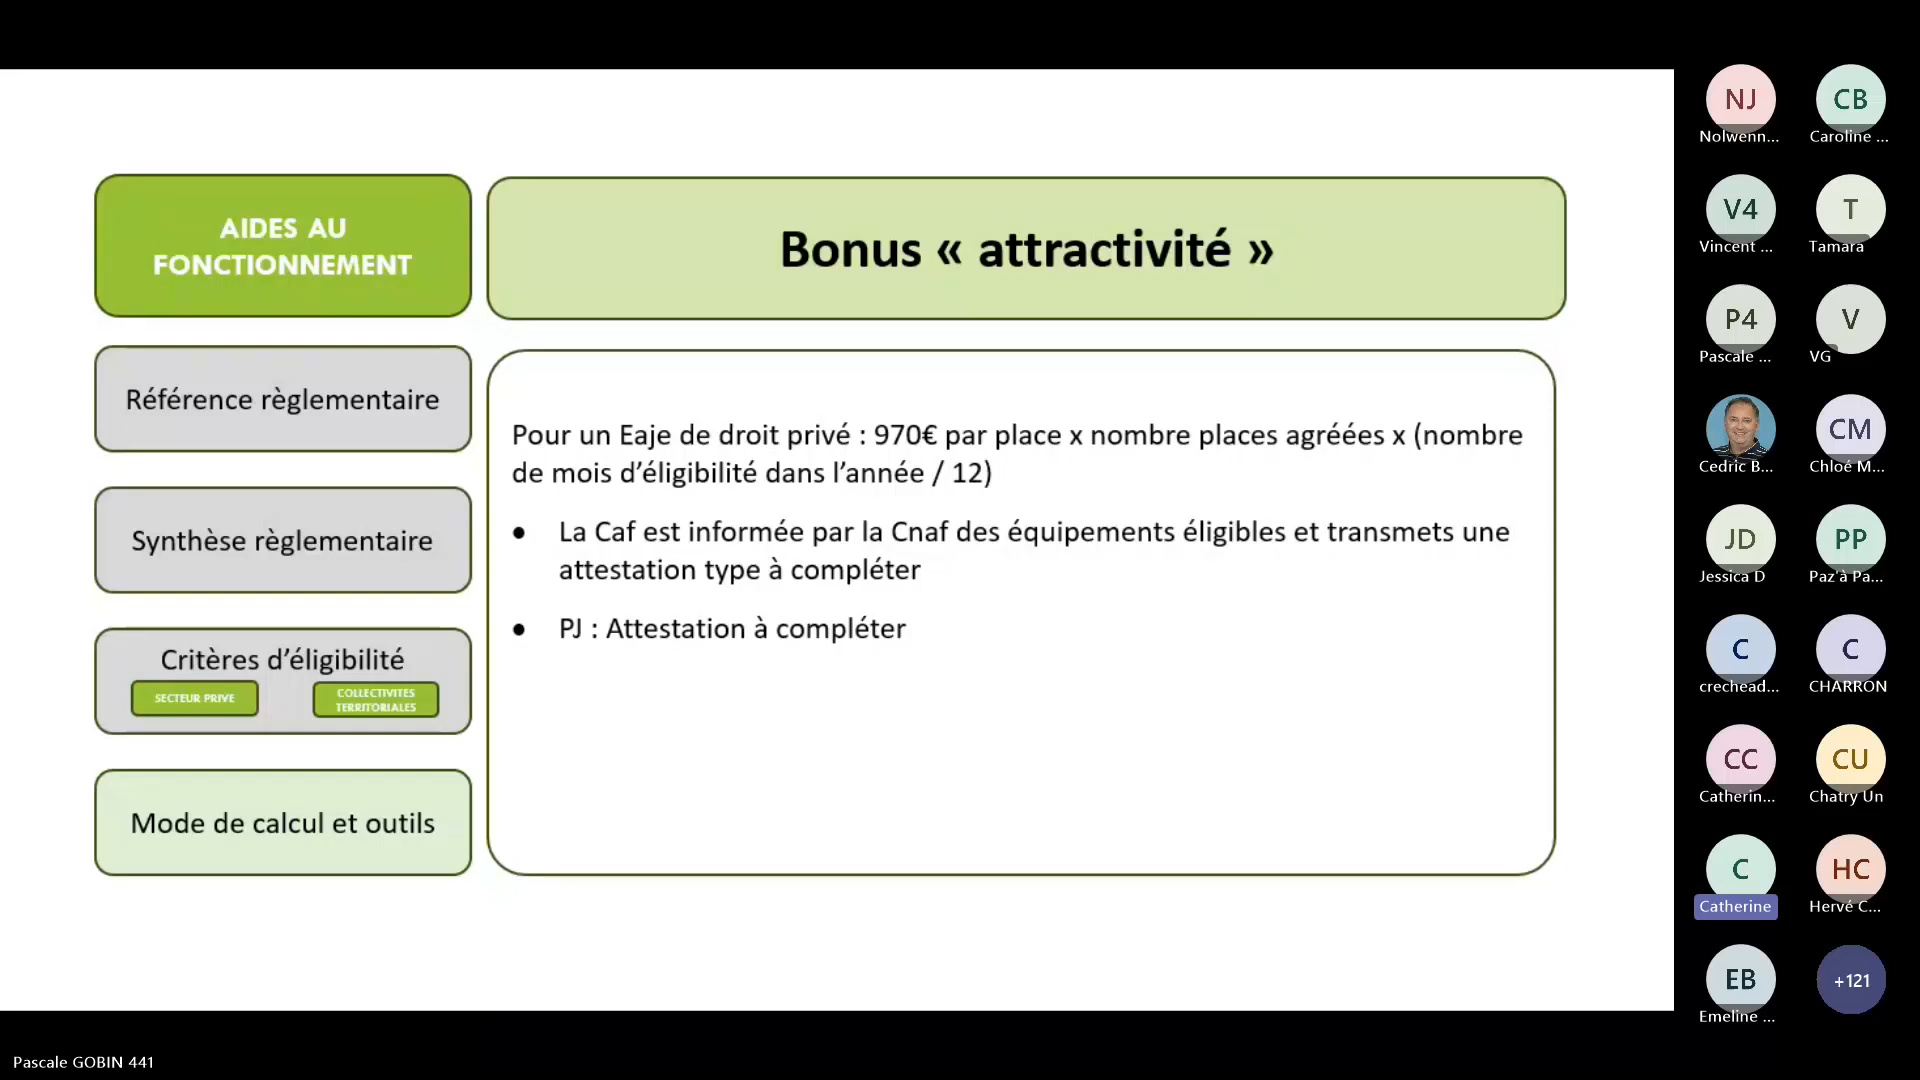 AIDES AU
FONCTIONNEMENT
Bonus « attractivité »
Référence règlementaire
Synthèse règlementaire
Critères d’éligibilité
SECTEUR PRIVE
COLLECTIVITES
TERRITORIALES
Mode de calcul et outils
Pour un Eaje de droit privé : 970€ par place x nombre places agréées x (nombre
de mois d’éligibilité dans l’année / 12)
• La Caf est informée par la Cnaf des équipements éligibles et transmets une
attestation type à compléter
• PJ : Attestation à compléter
NJ
Nolwenn...
CB
Caroline ...
V4
Vincent ...
T
Tamara
P4
Pascale ...
V
VG
Cedric B...
CM
Chloé M...
JD
Jessica D
PP
Paz'à Pa...
C
crechead...
C
CHARRON
CC
Catherin...
CU
Chatry Un
C
Catherine
HC
Hervé C...
EB
Emeline ...
+121
Pascale GOBIN 441